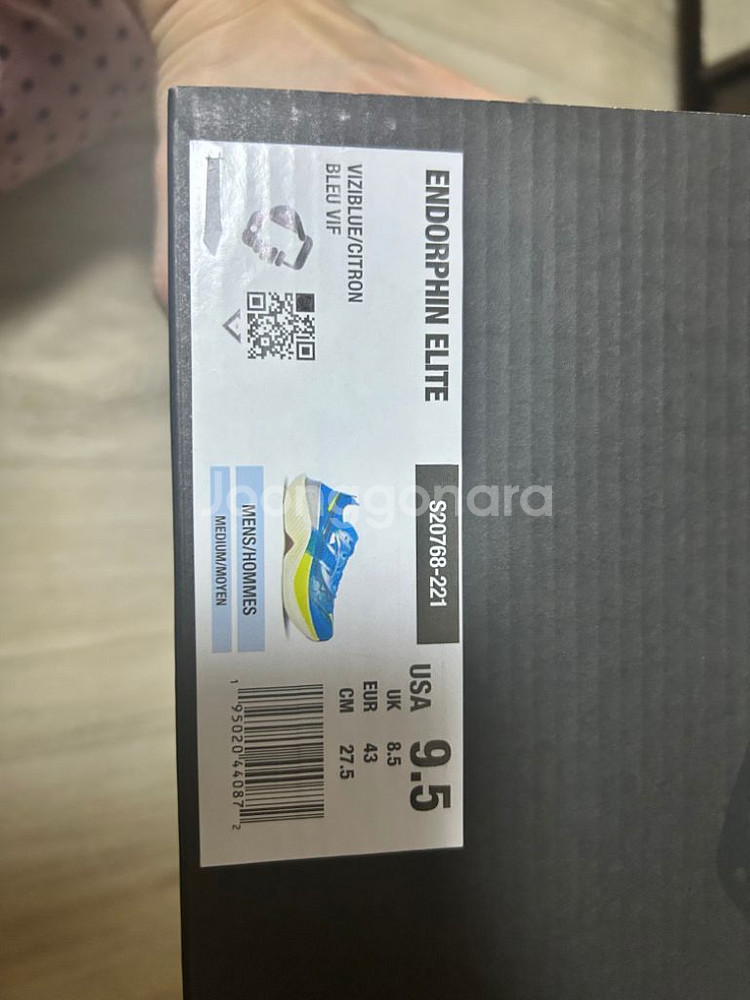 ENDORPHIN ELITE
VIZIBLUE/CITRON
BLEU VIF
S20768-221
MENS/HOMMES
MEDIUM/MOYEN
USA 9.5
UK 8.5
EUR 43
CM 27.5
1 95020 44087 2
Joonggonara